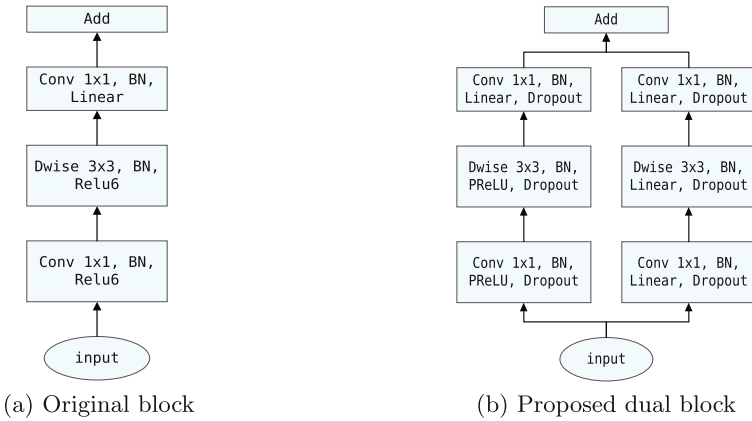 Add
Conv 1x1, BN,
Linear
Dwise 3x3, BN,
Relu6
Conv 1x1, BN,
Relu6
input
(a) Original block
Add
Conv 1x1, BN,
Linear, Dropout
Conv 1x1, BN,
Linear, Dropout
Dwise 3x3, BN,
PReLU, Dropout
Dwise 3x3, BN,
Linear, Dropout
Conv 1x1, BN,
PReLU, Dropout
Conv 1x1, BN,
Linear, Dropout
input
(b) Proposed dual block